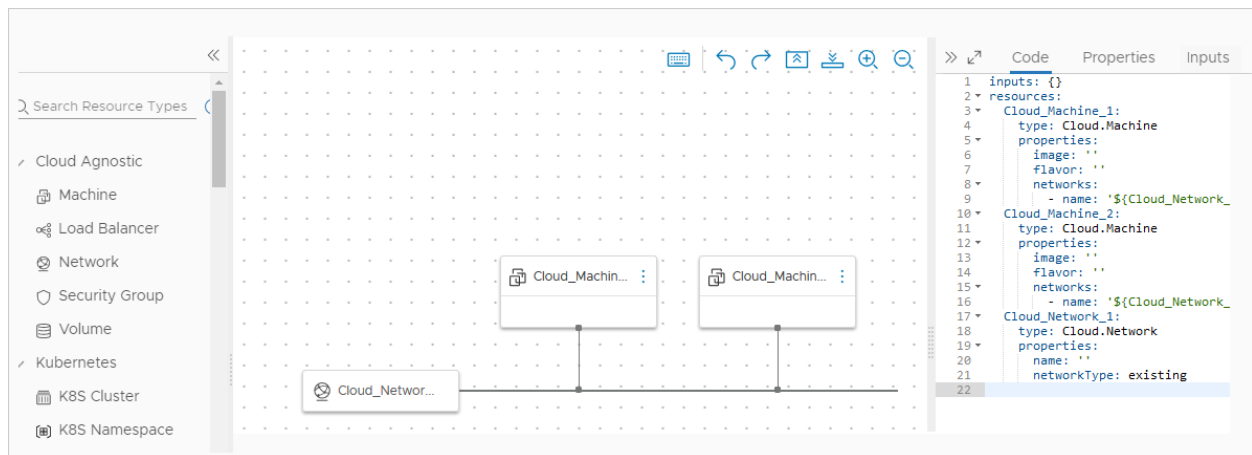 Search Resource Types
Cloud Agnostic
Machine
Load Balancer
Network
Security Group
Volume
Kubernetes
K8S Cluster
K8S Namespace
Cloud_Machin...
Cloud_Machin...
Cloud_Networ...
Code Properties Inputs
1 inputs: {}
2 resources:
3 Cloud_Machine_1:
4 type: Cloud.Machine
5 properties:
6 image: ''
7 flavor: ''
8 networks:
9 - name: '${Cloud_Network_
10 Cloud_Machine_2:
11 type: Cloud.Machine
12 properties:
13 image: ''
14 flavor: ''
15 networks:
16 - name: '${Cloud_Network_
17 Cloud_Network_1:
18 type: Cloud.Network
19 properties:
20 name: ''
21 networkType: existing
22